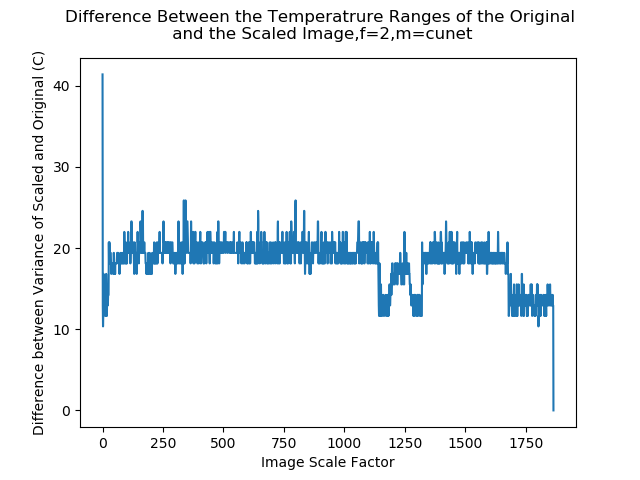 Difference Between the Temperatrure Ranges of the Original
and the Scaled Image,f=2,m=cunet
Difference between Variance of Scaled and Original (C)
40
30
20
10
0
0 250 500 750 1000 1250 1500 1750
Image Scale Factor